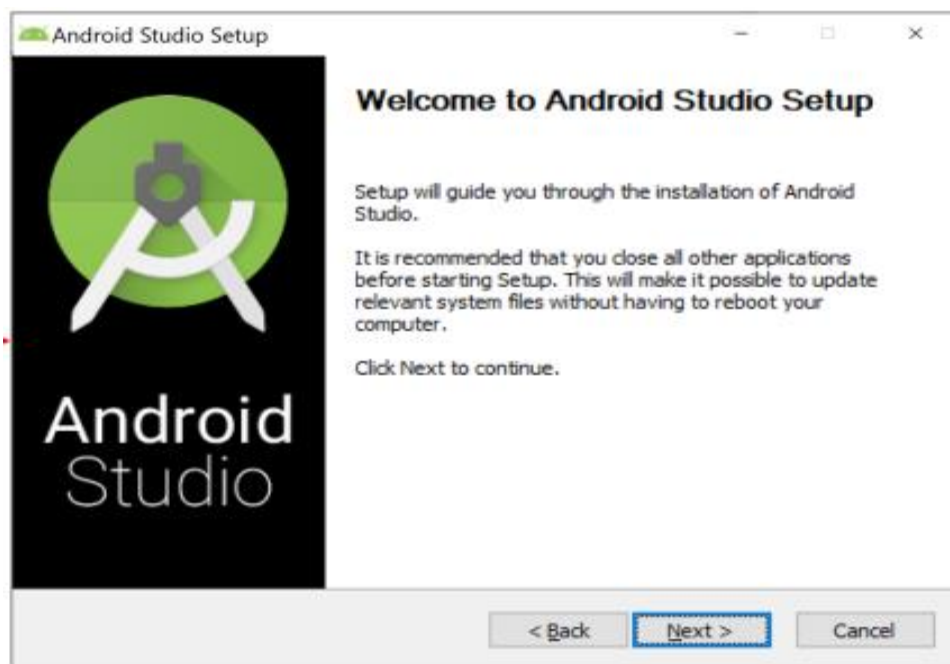 Android Studio Setup
Welcome to Android Studio Setup
Setup will guide you through the installation of Android
Studio.
It is recommended that you close all other applications
before starting Setup. This will make it possible to update
relevant system files without having to reboot your
computer.
Click Next to continue.
Android
Studio
< Back Next > Cancel